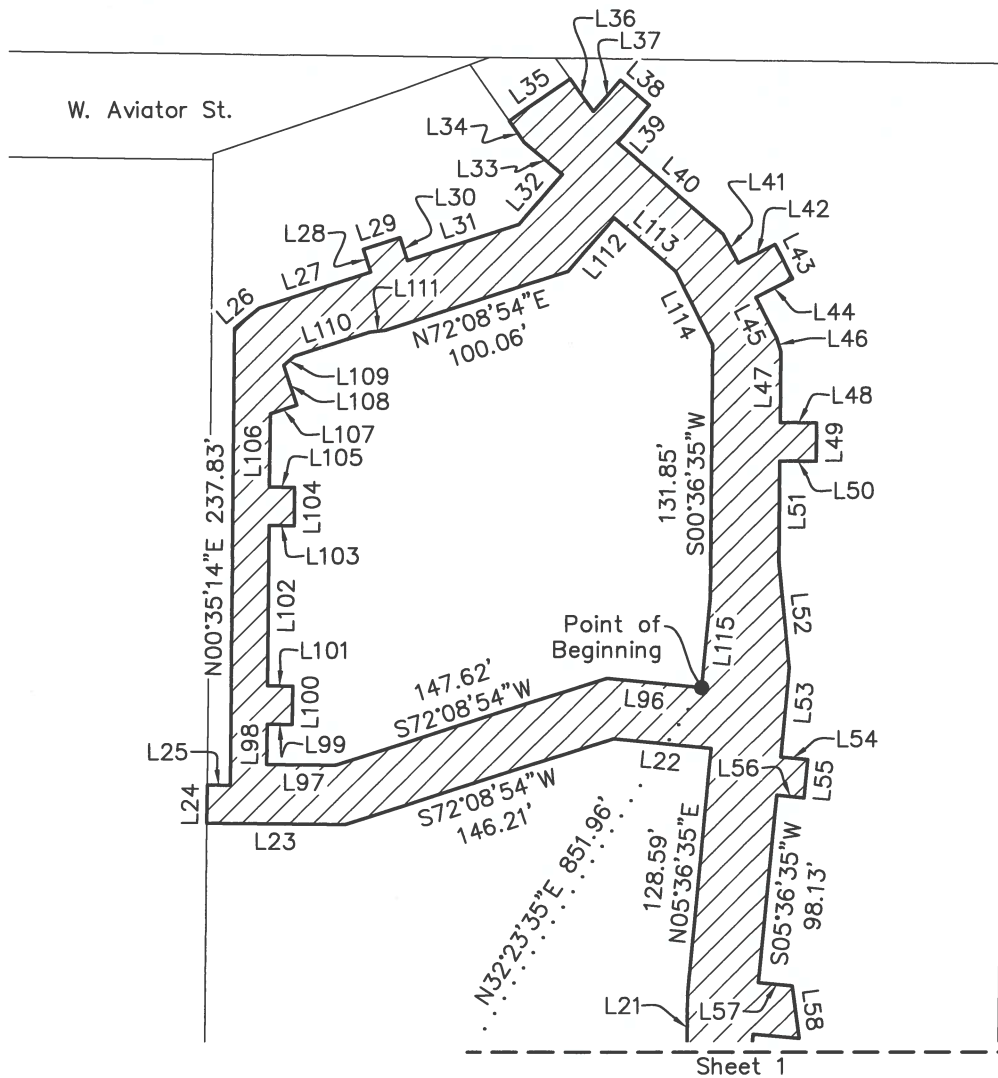 L36
L37
L38
L35
W. Aviator St.
L34
L39
L33
L40
L32
L41
L30
L29
L42
L31
L28
L43
L113
L27
L112
L44
L111
L26
L45
L114
L110
N72°08'54"E
100.06'
L46
L109
L47
L108
L48
L107
L106
L49
L105
L50
L104
131.85'
S00°36'35"W
L51
N00°35'14"E 237.83'
L103
L102
L52
Point of
Beginning
L115
L101
147.62'
S72°08'54"W
L96
L100
L53
L98
L99
L54
L25
L22
L56
L55
L97
L24
S72°08'54"W
146.21'
L23
N32°23'35"E 851.96'
128.59'
N05°36'35"E
S05°36'35"W
98.13'
L21
L57
L58
Sheet 1